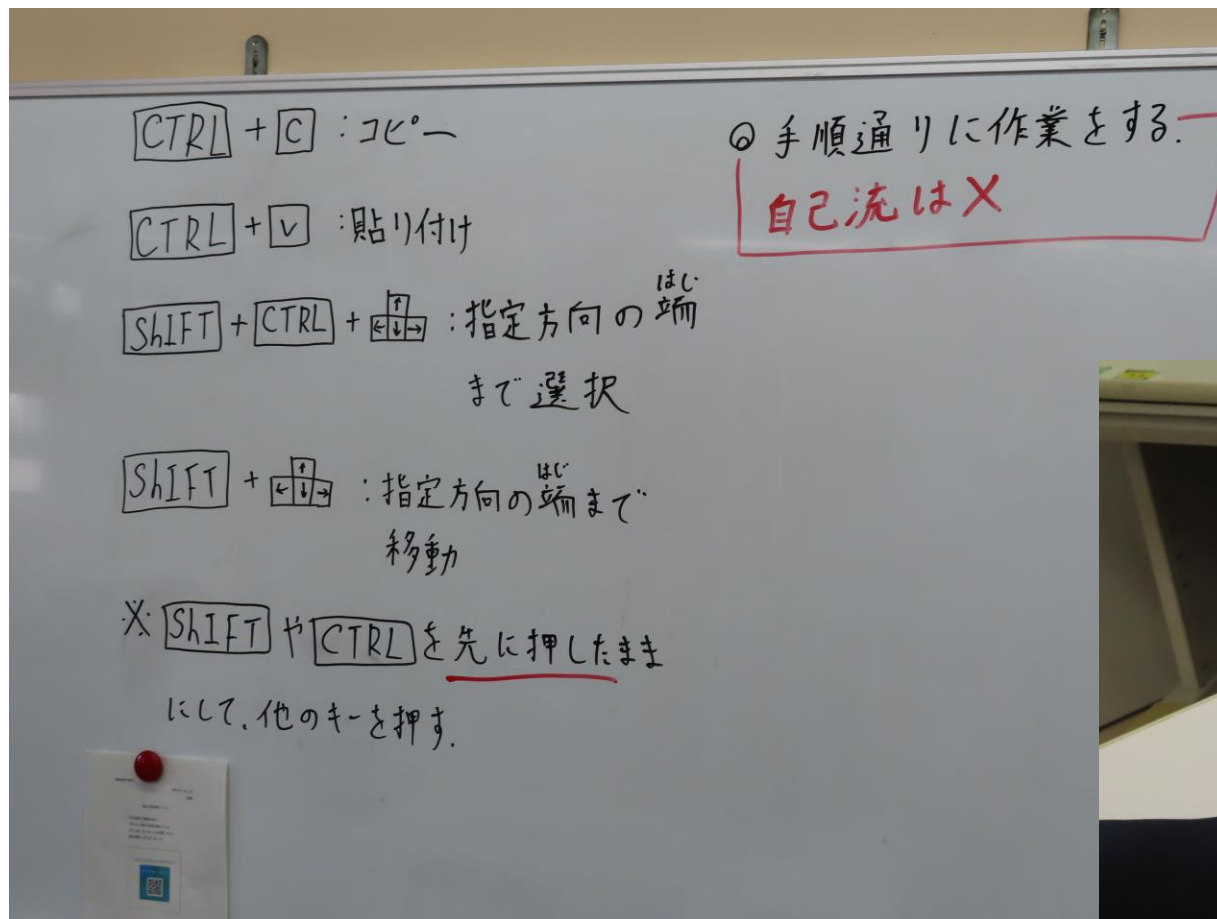 CTRL + C : コピー
CTRL + V : 貼り付け
ShIFT + CTRL + ↑←↓→ : 指定方向の端
はし
まで選択
ShIFT + ↑←↓→ : 指定方向の端まで
はじ
移動
※ ShIFT や CTRL を先に押したまま
にして、他のキーを押す.
◎ 手順通りに作業をする.
自己流は×